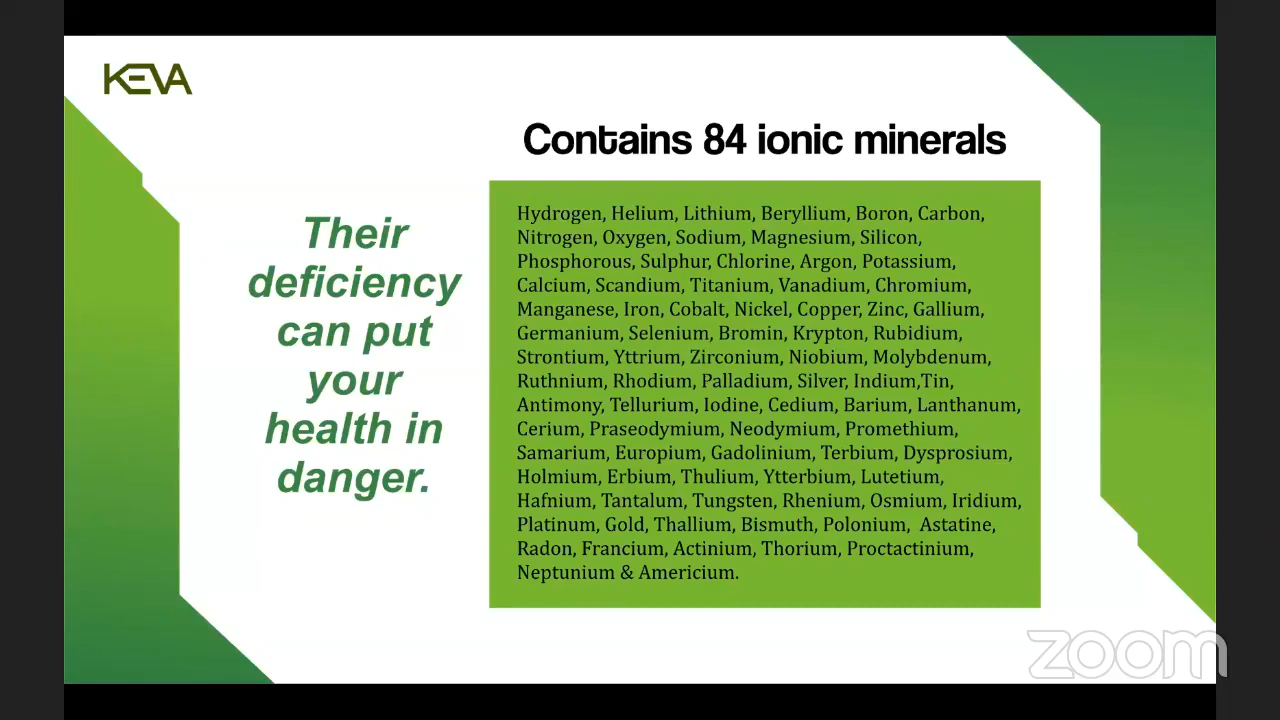 KEVA
Contains 84 ionic minerals
Their
deficiency
can put
your
health in
danger.
Hydrogen, Helium, Lithium, Beryllium, Boron, Carbon,
Nitrogen, Oxygen, Sodium, Magnesium, Silicon,
Phosphorous, Sulphur, Chlorine, Argon, Potassium,
Calcium, Scandium, Titanium, Vanadium, Chromium,
Manganese, Iron, Cobalt, Nickel, Copper, Zinc, Gallium,
Germanium, Selenium, Bromin, Krypton, Rubidium,
Strontium, Yttrium, Zirconium, Niobium, Molybdenum,
Ruthnium, Rhodium, Palladium, Silver, Indium,Tin,
Antimony, Tellurium, Iodine, Cedium, Barium, Lanthanum,
Cerium, Praseodymium, Neodymium, Promethium,
Samarium, Europium, Gadolinium, Terbium, Dysprosium,
Holmium, Erbium, Thulium, Ytterbium, Lutetium,
Hafnium, Tantalum, Tungsten, Rhenium, Osmium, Iridium,
Platinum, Gold, Thallium, Bismuth, Polonium, Astatine,
Radon, Francium, Actinium, Thorium, Proctactinium,
Neptunium & Americium.
zoom